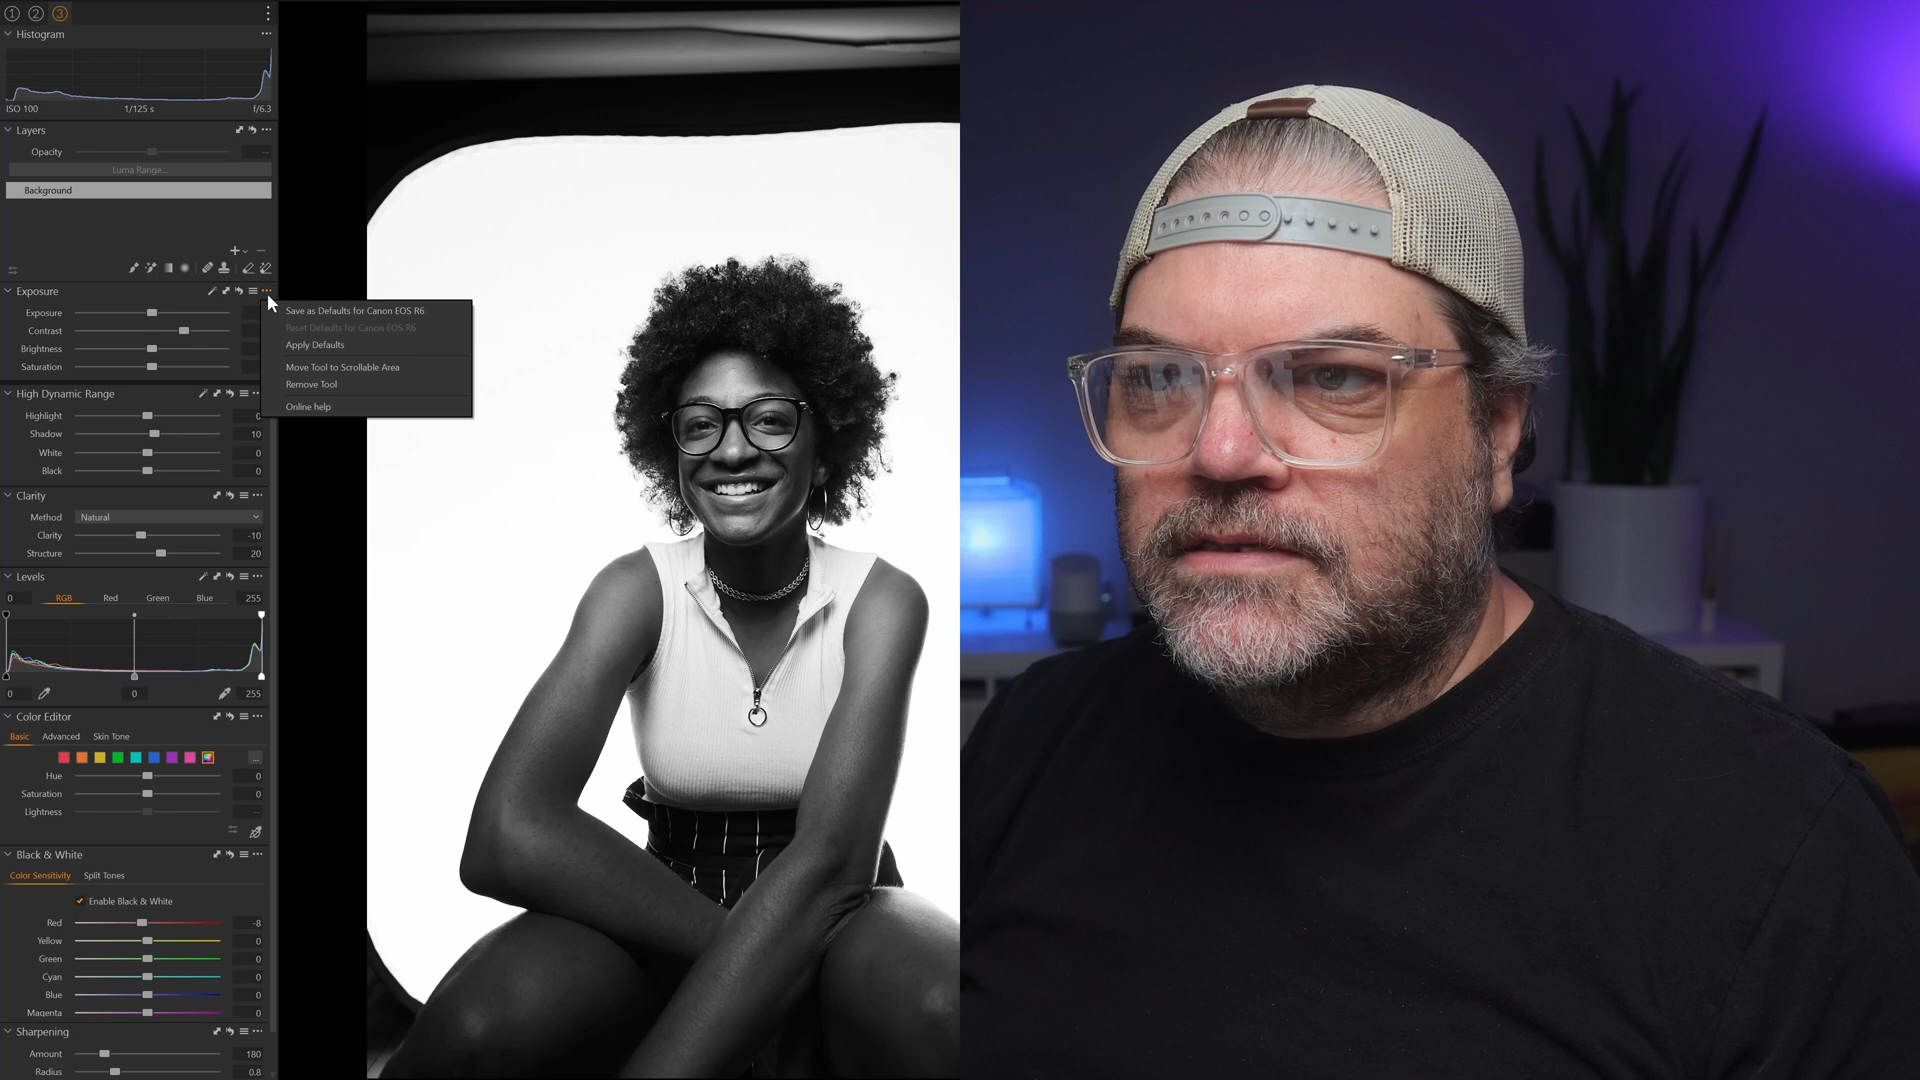 1 2 3
Histogram
ISO 100 1/125 s f/6.3
Layers
Opacity
Luma Range...
Background
Exposure
Exposure
Contrast
Brightness
Saturation
Save as Defaults for Canon EOS R6
Reset Defaults for Canon EOS R6
Apply Defaults
Move Tool to Scrollable Area
Remove Tool
Online help
High Dynamic Range
Highlight
Shadow 10
White 0
Black 0
Clarity
Method Natural
Clarity -10
Structure 20
Levels
0 RGB Red Green Blue 255
0 0 255
Color Editor
Basic Advanced Skin Tone
...
Hue 0
Saturation 0
Lightness --
Black & White
Color Sensitivity Split Tones
Enable Black & White
Red -8
Yellow 0
Green 0
Cyan 0
Blue 0
Magenta 0
Sharpening
Amount 180
Radius 0.8